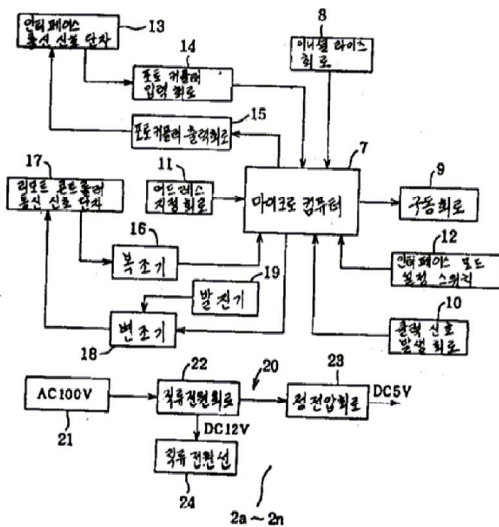 인터페이스
통신 신호 단자
13
14
포토 커플러
입력 회로
8
이니셜 라이즈
회로
15
포토커플러 출력회로
7
마이크로 컴퓨터
17
리모트 콘트롤러
통신 신호 단자
11
어드레스
지정 회로
9
구동회로
16
복조기
12
인터페이스 모드
설정 스위치
19
발진기
18
변조기
10
출력 신호
발생 회로
22
20
23
AC100V
21
직류전원회로
정전압회로
DC5V
DC12V
직류전원선
24
2a~2n